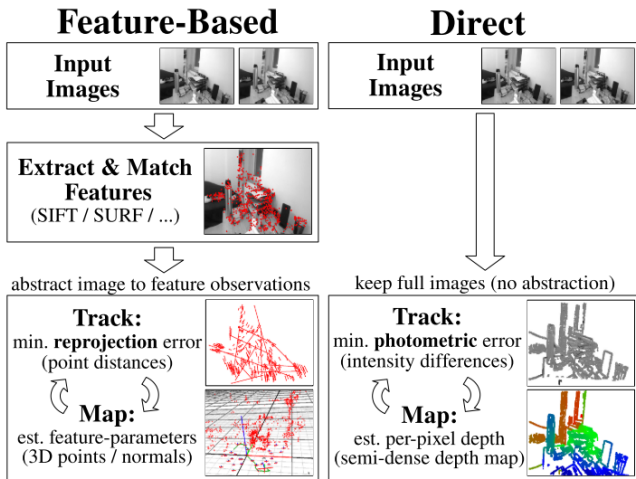 Feature-Based
Input
Images
Extract & Match
Features
(SIFT / SURF / ...)
abstract image to feature observations
Track:
min. reprojection error
(point distances)
Map:
est. feature-parameters
(3D points / normals)
Direct
Input
Images
keep full images (no abstraction)
Track:
min. photometric error
(intensity differences)
Map:
est. per-pixel depth
(semi-dense depth map)